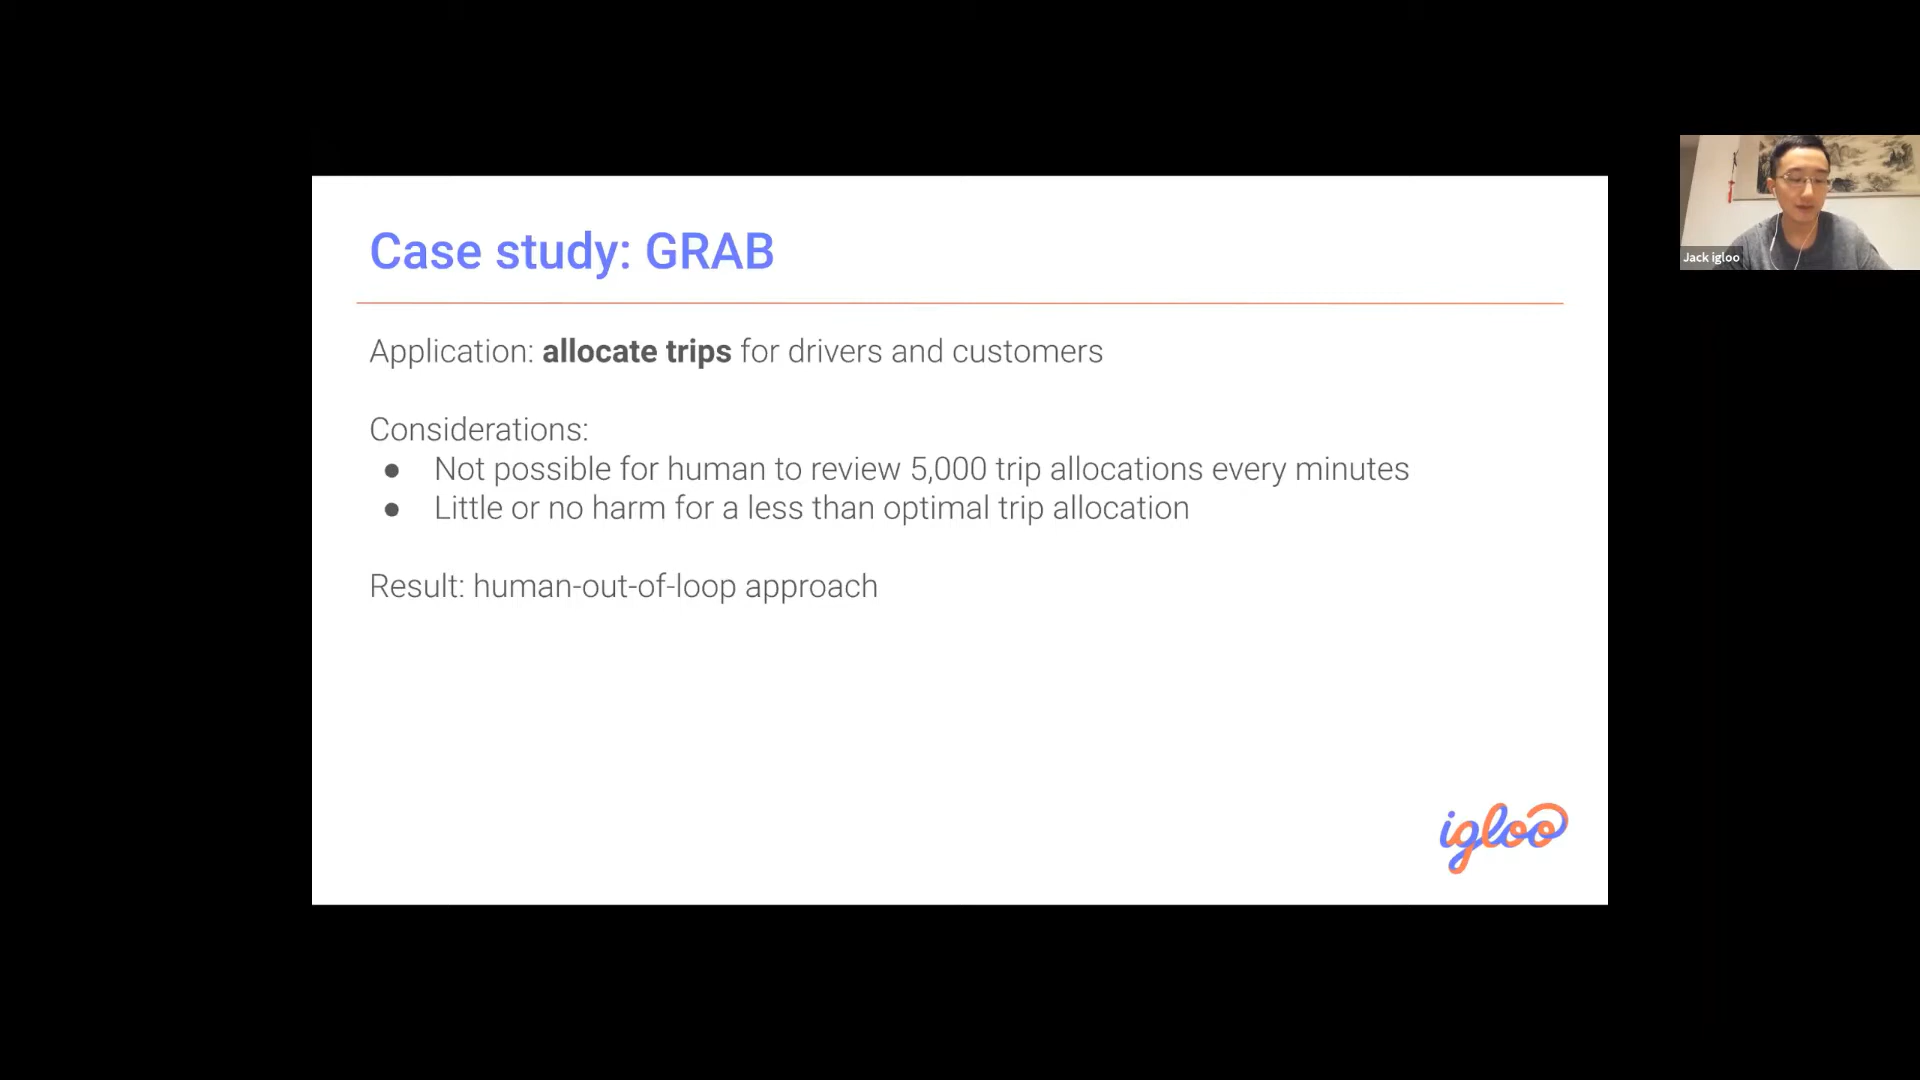 Case study: GRAB
Application: allocate trips for drivers and customers
Considerations:
● Not possible for human to review 5,000 trip allocations every minutes
● Little or no harm for a less than optimal trip allocation
Result: human-out-of-loop approach
igloo
Jack igloo